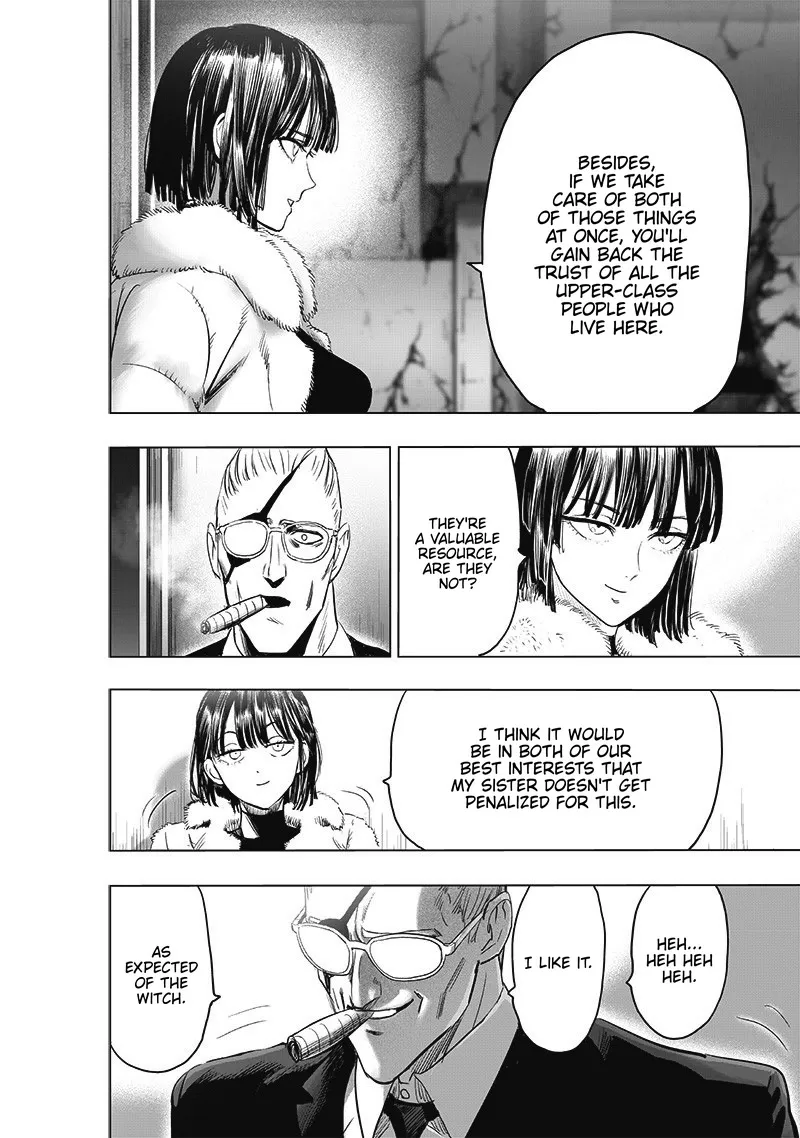 BESIDES,
IF WE TAKE
CARE OF BOTH
OF THOSE THINGS
AT ONCE, YOU'LL
GAIN BACK THE
TRUST OF ALL THE
UPPER-CLASS
PEOPLE WHO
LIVE HERE.
THEY'RE
A VALUABLE
RESOURCE,
ARE THEY
NOT?
I THINK IT WOULD
BE IN BOTH OF OUR
BEST INTERESTS THAT
MY SISTER DOESN'T GET
PENALIZED FOR THIS.
HEH...
HEH HEH
HEH.
I LIKE IT.
AS
EXPECTED
OF THE
WITCH.